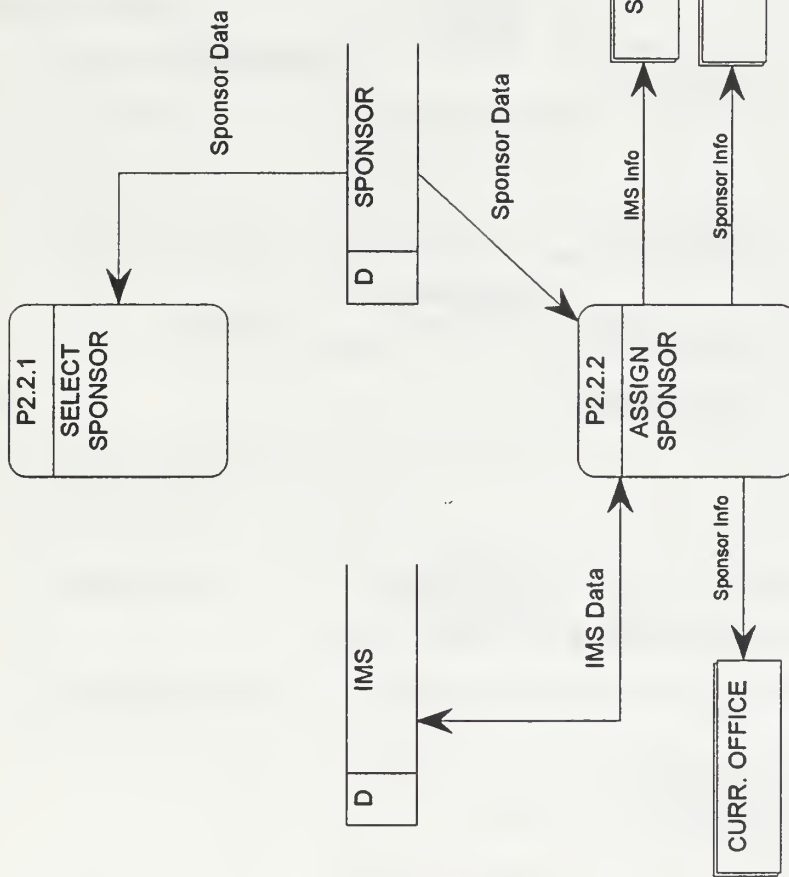 P2.2.1
SELECT
SPONSOR
Sponsor Data
D
SPONSOR
Sponsor Data
D
IMS
IMS Data
P2.2.2
ASSIGN
SPONSOR
IMS Info
S
Sponsor Info
Sponsor Info
CURR. OFFICE